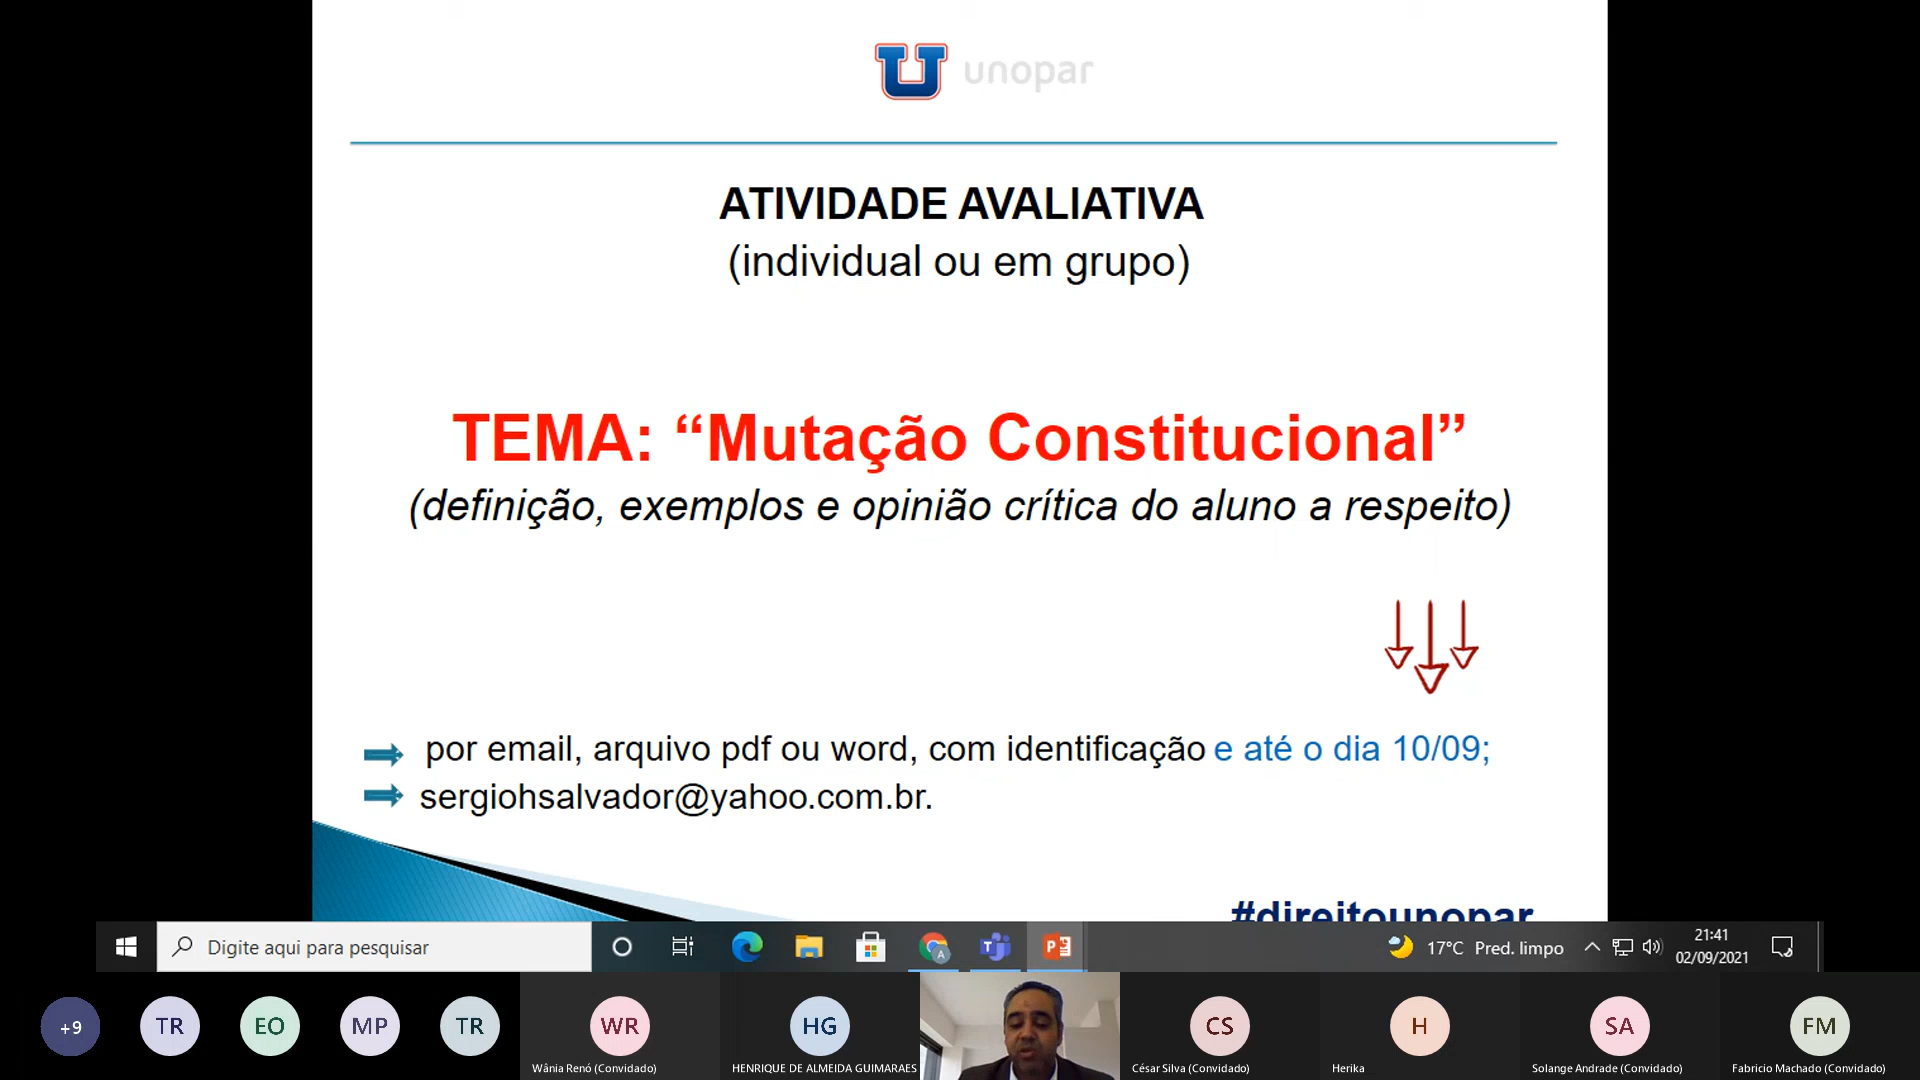 unopar
ATIVIDADE AVALIATIVA
(individual ou em grupo)
TEMA: “Mutação Constitucional”
(definição, exemplos e opinião crítica do aluno a respeito)
por email, arquivo pdf ou word, com identificação e até o dia 10/09;
sergiohsalvador@yahoo.com.br.
#direitounopar
Digite aqui para pesquisar
17°C Pred. limpo
21:41
02/09/2021
+9
TR
EO
MP
TR
WR
HG
CS
H
SA
FM
Wânia Renó (Convidado)
HENRIQUE DE ALMEIDA GUIMARAES
César Silva (Convidado)
Herika
Solange Andrade (Convidado)
Fabricio Machado (Convidado)